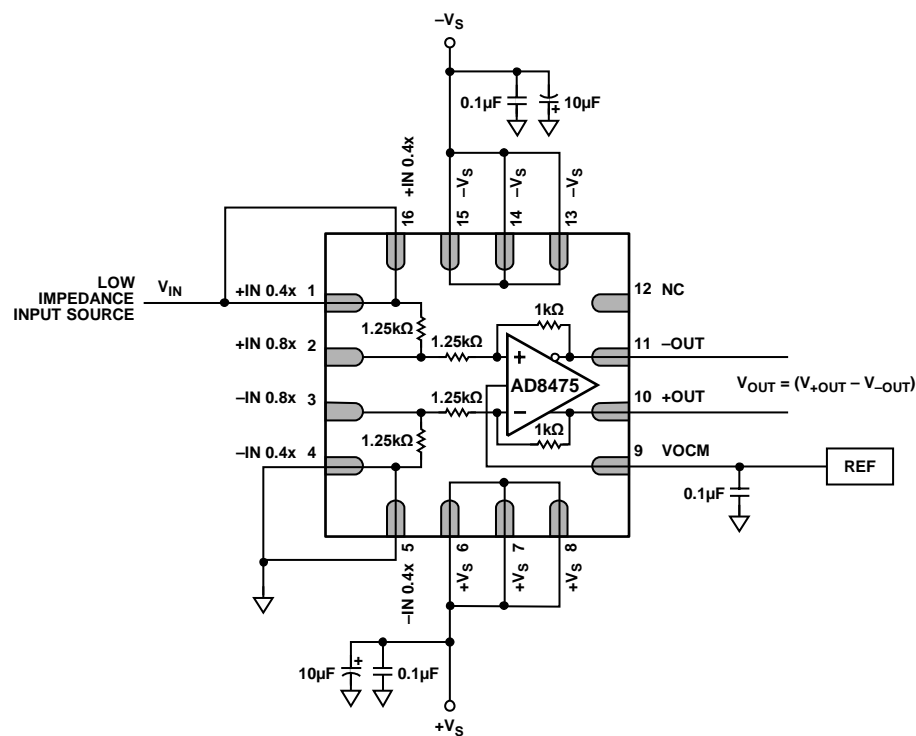 –VS
0.1µF
10µF
+
+IN 0.4x
–VS
–VS
–VS
16
15
14
13
LOW
IMPEDANCE
INPUT SOURCE
VIN
+IN 0.4x 1
12 NC
1.25kΩ
1kΩ
+IN 0.8x 2
1.25kΩ
11 –OUT
+
AD8475
VOUT = (V+OUT – V–OUT)
–IN 0.8x 3
1.25kΩ
–
10 +OUT
1.25kΩ
1kΩ
–IN 0.4x 4
9 VOCM
REF
0.1µF
5
6
7
8
–IN 0.4x
+VS
+VS
+VS
10µF
+
0.1µF
+VS